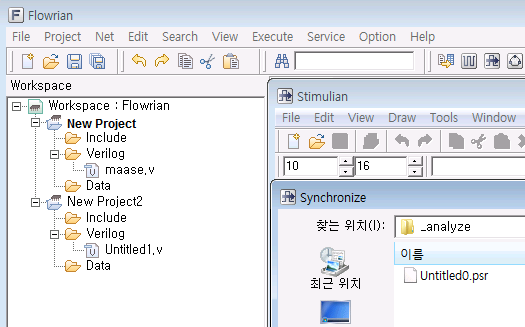 Flowrian
File Project Net Edit Search View Execute Service Option Help
Workspace
Workspace : Flowrian
New Project
Include
Verilog
maase,v
Data
New Project2
Include
Verilog
Untitled1,v
Data
Stimulian
File Edit View Draw Tools Window
10 16
Synchronize
찾는 위치(I): _analyze
이름
Untitled0.psr
최근 위치